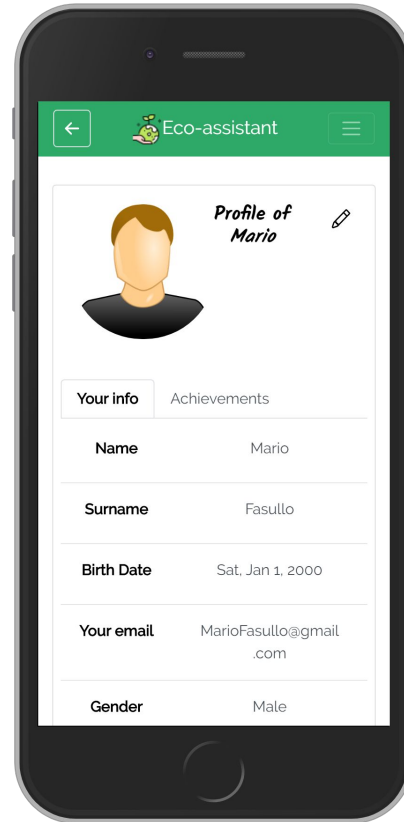 Eco-assistant
Profile of
Mario
Your info Achievements
Name Mario
Surname Fasullo
Birth Date Sat, Jan 1, 2000
Your email MarioFasullo@gmail
.com
Gender Male